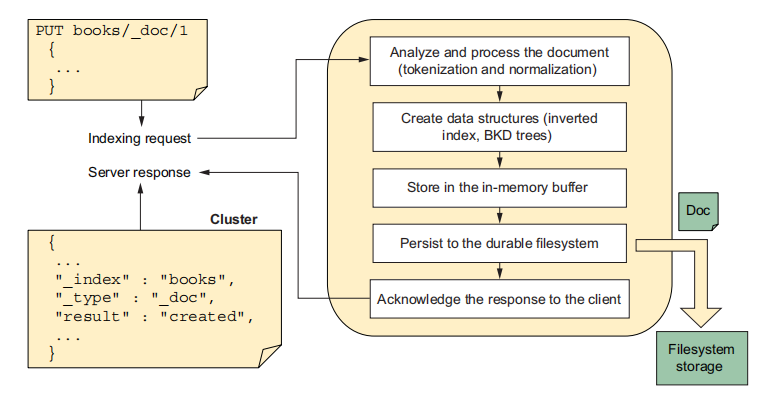 PUT books/_doc/1
{
...
}
Indexing request
Server response
Cluster
{
...
"_index" : "books",
"_type" : "_doc",
"result" : "created",
...
}
Analyze and process the document
(tokenization and normalization)
Create data structures (inverted
index, BKD trees)
Store in the in-memory buffer
Persist to the durable filesystem
Acknowledge the response to the client
Doc
Filesystem
storage